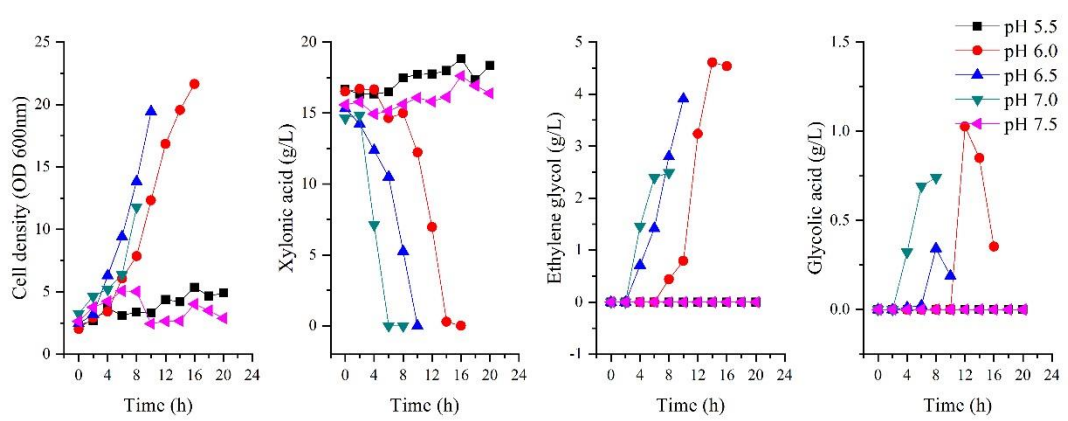 25
20
15
10
5
0
0 4 8 12 16 20 24
Time (h)
Cell density (OD 600nm)
20
15
10
5
0
0 4 8 12 16 20 24
Time (h)
Xylonic acid (g/L)
5
4
3
2
1
0
-1
0 4 8 12 16 20 24
Time (h)
Ethylene glycol (g/L)
1.5
1.0
0.5
0.0
0 4 8 12 16 20 24
Time (h)
Glycolic acid (g/L)
pH 5.5
pH 6.0
pH 6.5
pH 7.0
pH 7.5